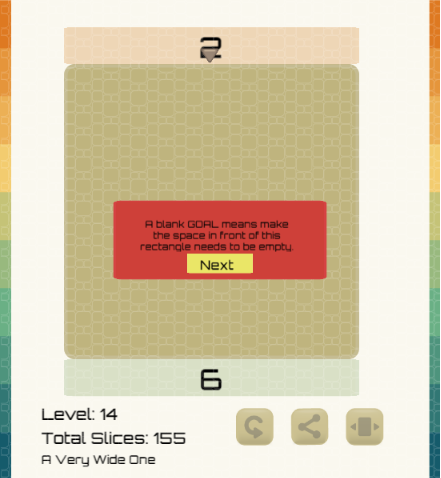 2
A blank GOAL means make
the space in front of this
rectangle needs to be empty.
Next
6
Level: 14
Total Slices: 155
A Very Wide One